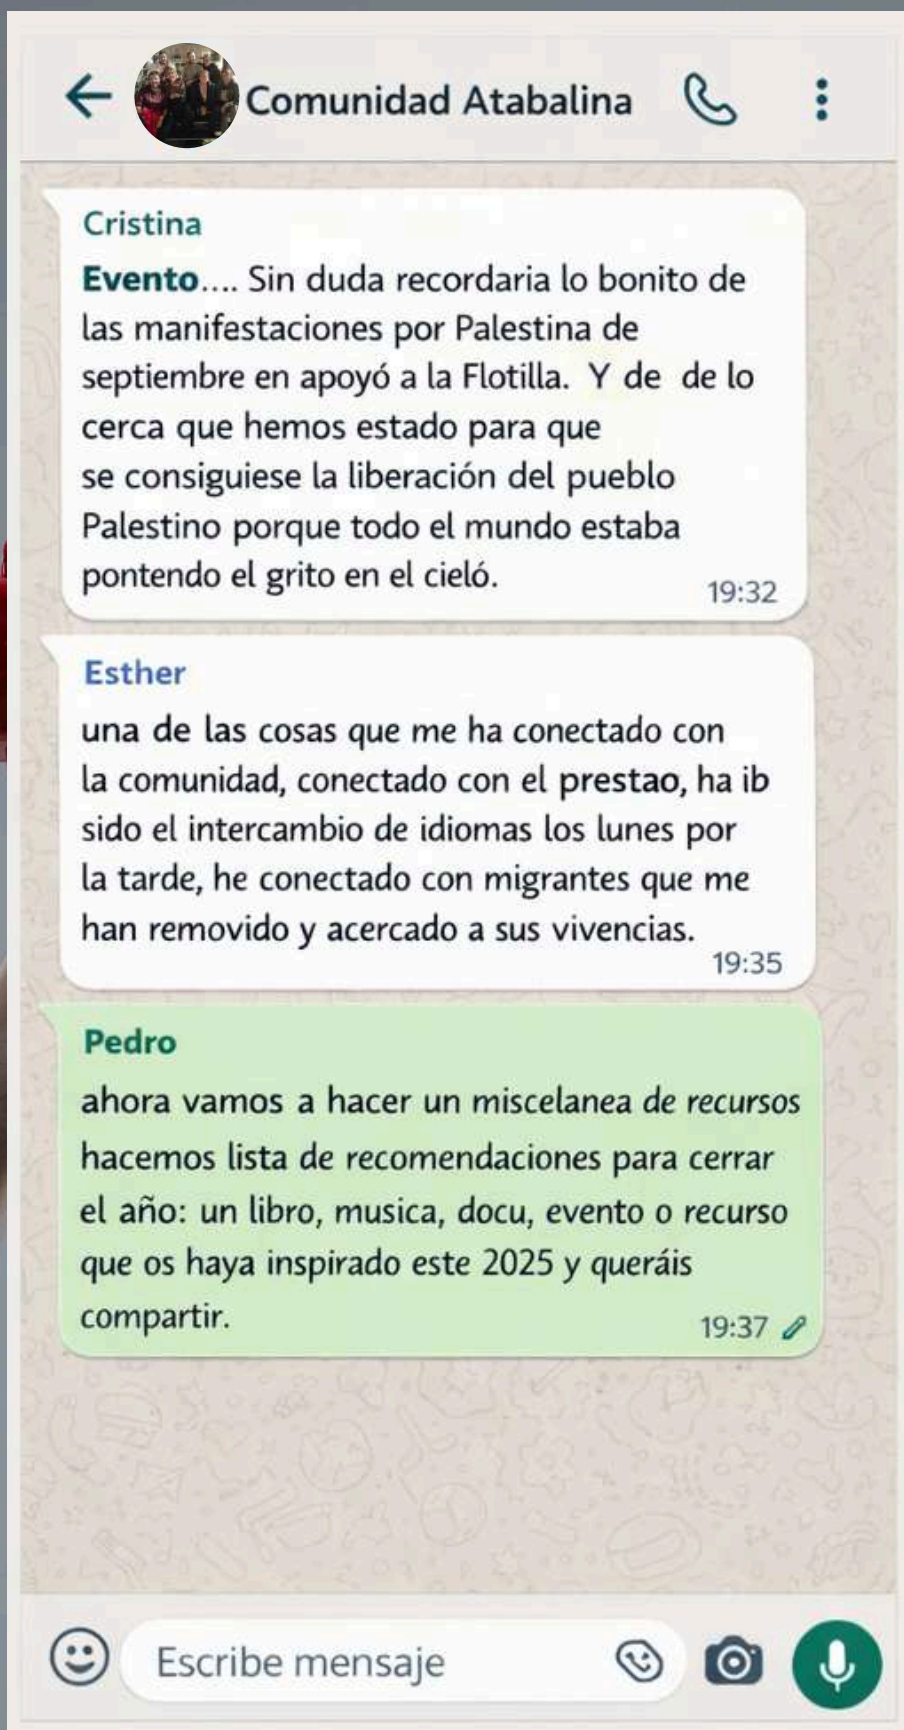 Comunidad Atabalina
Cristina
Evento.... Sin duda recordaria lo bonito de
las manifestaciones por Palestina de
septiembre en apoyó a la Flotilla. Y de de lo
cerca que hemos estado para que
se consiguiese la liberación del pueblo
Palestino porque todo el mundo estaba
pontendo el grito en el cieló.
19:32
Esther
una de las cosas que me ha conectado con
la comunidad, conectado con el prestao, ha ib
sido el intercambio de idiomas los lunes por
la tarde, he conectado con migrantes que me
han removido y acercado a sus vivencias.
19:35
Pedro
ahora vamos a hacer un miscelanea de recursos
hacemos lista de recomendaciones para cerrar
el año: un libro, musica, docu, evento o recurso
que os haya inspirado este 2025 y queráis
compartir.
19:37
Escribe mensaje